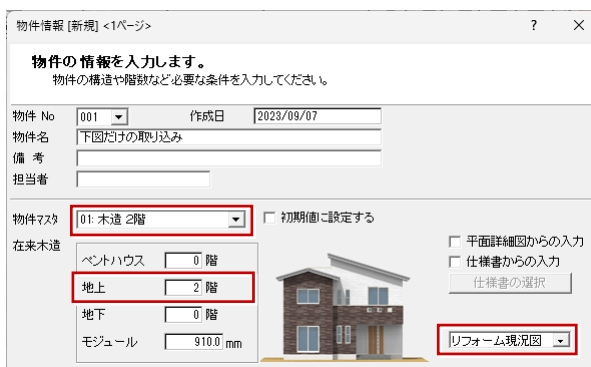 物件情報 [新規] <1ページ> ? ×
物件の情報を入力します。
物件の構造や階数など必要な条件を入力してください。
物件 No 001 作成日 2023/09/07
物件名 下図だけの取り込み
備 考
担当者
物件マスタ 01: 木造 2階 初期値に設定する
在来木造 平面詳細図からの入力
ペントハウス 0 階 仕様書からの入力
地上 2 階 仕様書の選択
地下 0 階
モジュール 910.0 mm リフォーム現況図